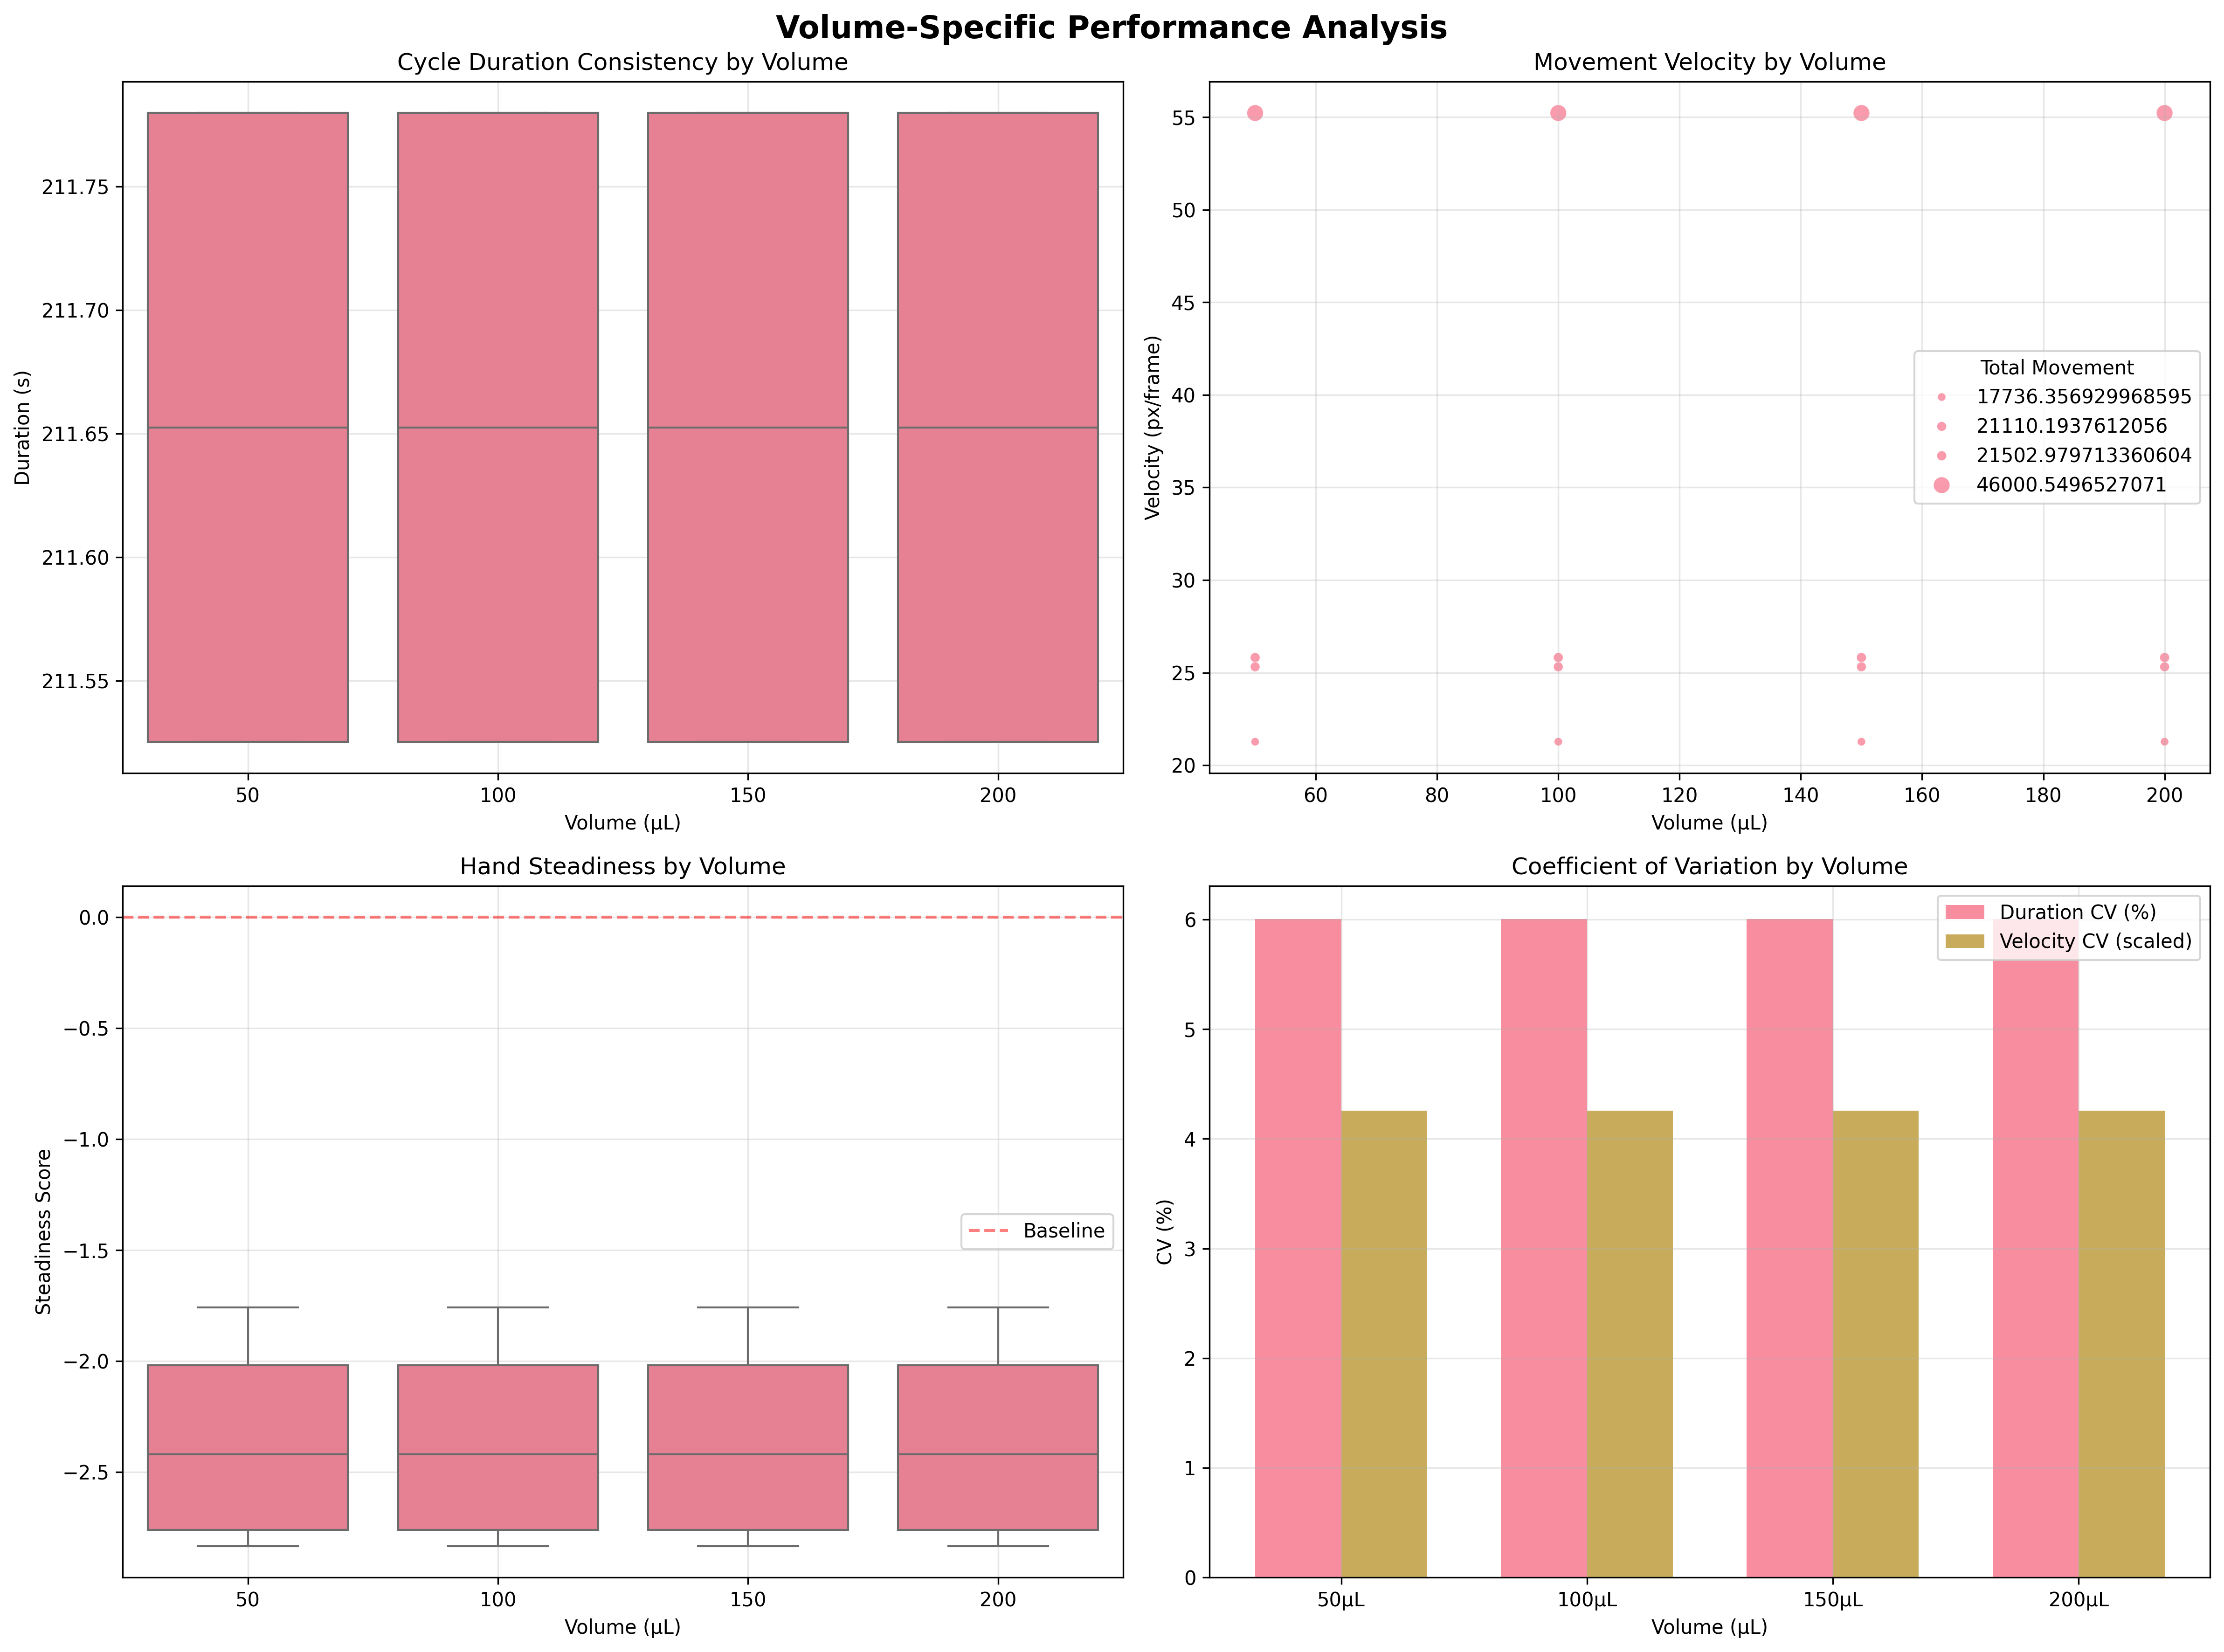 Volume-Specific Performance Analysis
Cycle Duration Consistency by Volume
Duration (s)
211.75
211.70
211.65
211.60
211.55
50 100 150 200
Volume (µL)
Movement Velocity by Volume
Velocity (px/frame)
55
50
45
40
35
30
25
20
Total Movement
17736.356929968595
21110.1937612056
21502.979713360604
46000.5496527071
60 80 100 120 140 160 180 200
Volume (µL)
Hand Steadiness by Volume
Steadiness Score
0.0
−0.5
−1.0
−1.5
−2.0
−2.5
Baseline
50 100 150 200
Volume (µL)
Coefficient of Variation by Volume
CV (%)
6
5
4
3
2
1
0
Duration CV (%)
Velocity CV (scaled)
50µL 100µL 150µL 200µL
Volume (µL)